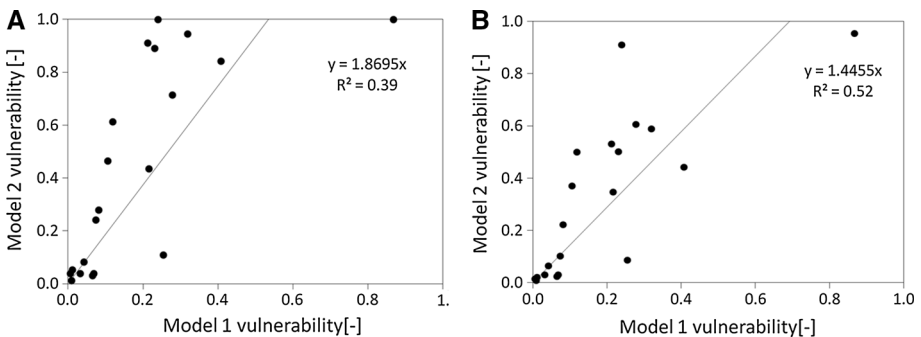 A
1.0
0.8
0.6
0.4
0.2
0.0
Model 2 vulnerability [-]
y = 1.8695x
R² = 0.39
0.0 0.2 0.4 0.6 0.8 1.
Model 1 vulnerability[-]
B
1.0
0.8
0.6
0.4
0.2
0.0
Model 2 vulnerability [-]
y = 1.4455x
R² = 0.52
0.0 0.2 0.4 0.6 0.8 1.0
Model 1 vulnerability[-]